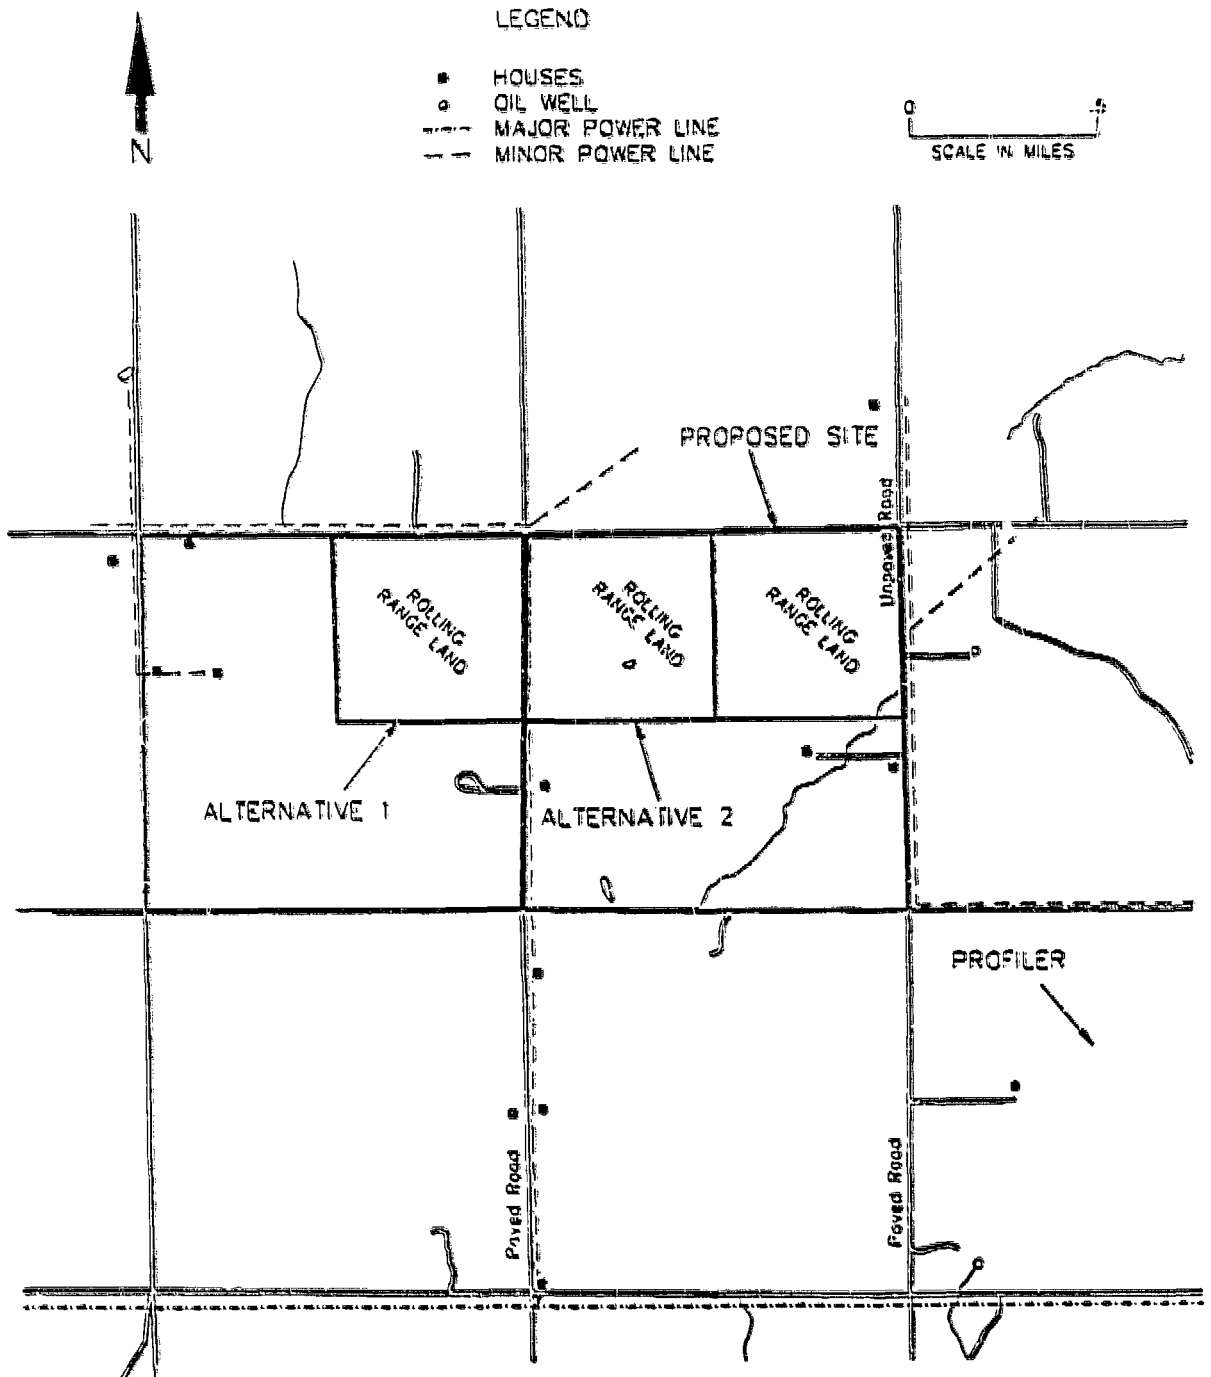 LEGEND
HOUSES
OIL WELL
MAJOR POWER LINE
MINOR POWER LINE
N
0
SCALE IN MILES
PROPOSED SITE
Unpaved Road
ROLLING
RANGE LAND
ROLLING
RANGE LAND
ROLLING
RANGE LAND
ALTERNATIVE 1
ALTERNATIVE 2
PROFILER
Paved Road
Paved Road